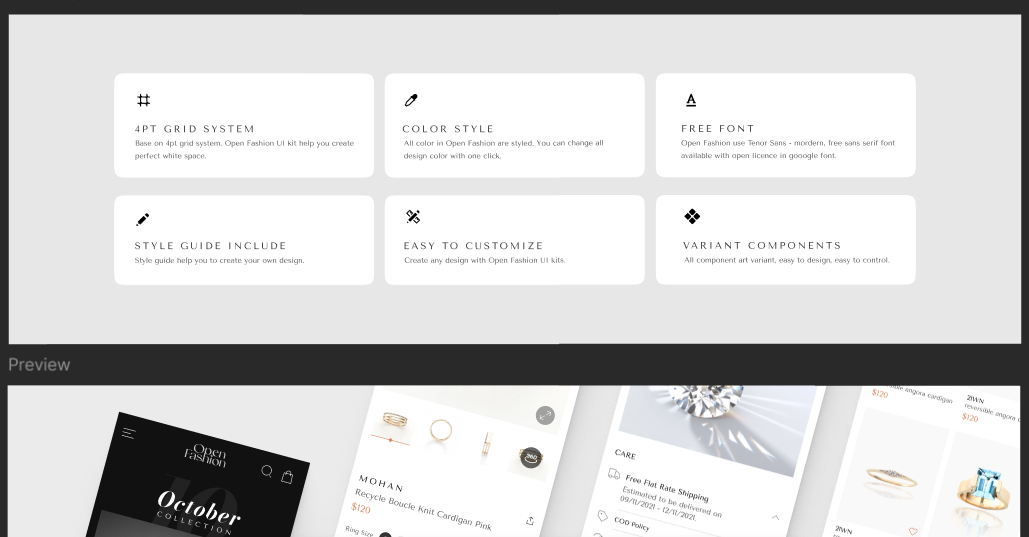 4PT GRID SYSTEM
Base on 4pt grid system. Open Fashion UI kit help you create
perfect white space.
COLOR STYLE
All color in Open Fashion are styled. You can change all
design color with one click.
FREE FONT
Open Fashion use Tenor Sans - mordern, free sans serif font
available with open licence in gooogle font.
STYLE GUIDE INCLUDE
Style guide help you to create your own design.
EASY TO CUSTOMIZE
Create any design with Open Fashion UI kits.
VARIANT COMPONENTS
All component art variant, easy to design, easy to control.
Preview
Open
Fashion
10
October
COLLECTION
360
MOHAN
Recycle Boucle Knit Cardigan Pink
$120
Ring Size
CARE
Free Flat Rate Shipping
Estimated to be delivered on
09/11/2021 - 12/11/2021.
COD Policy
angora cardigan
$120
21WN
reversible angora
$120
21WN